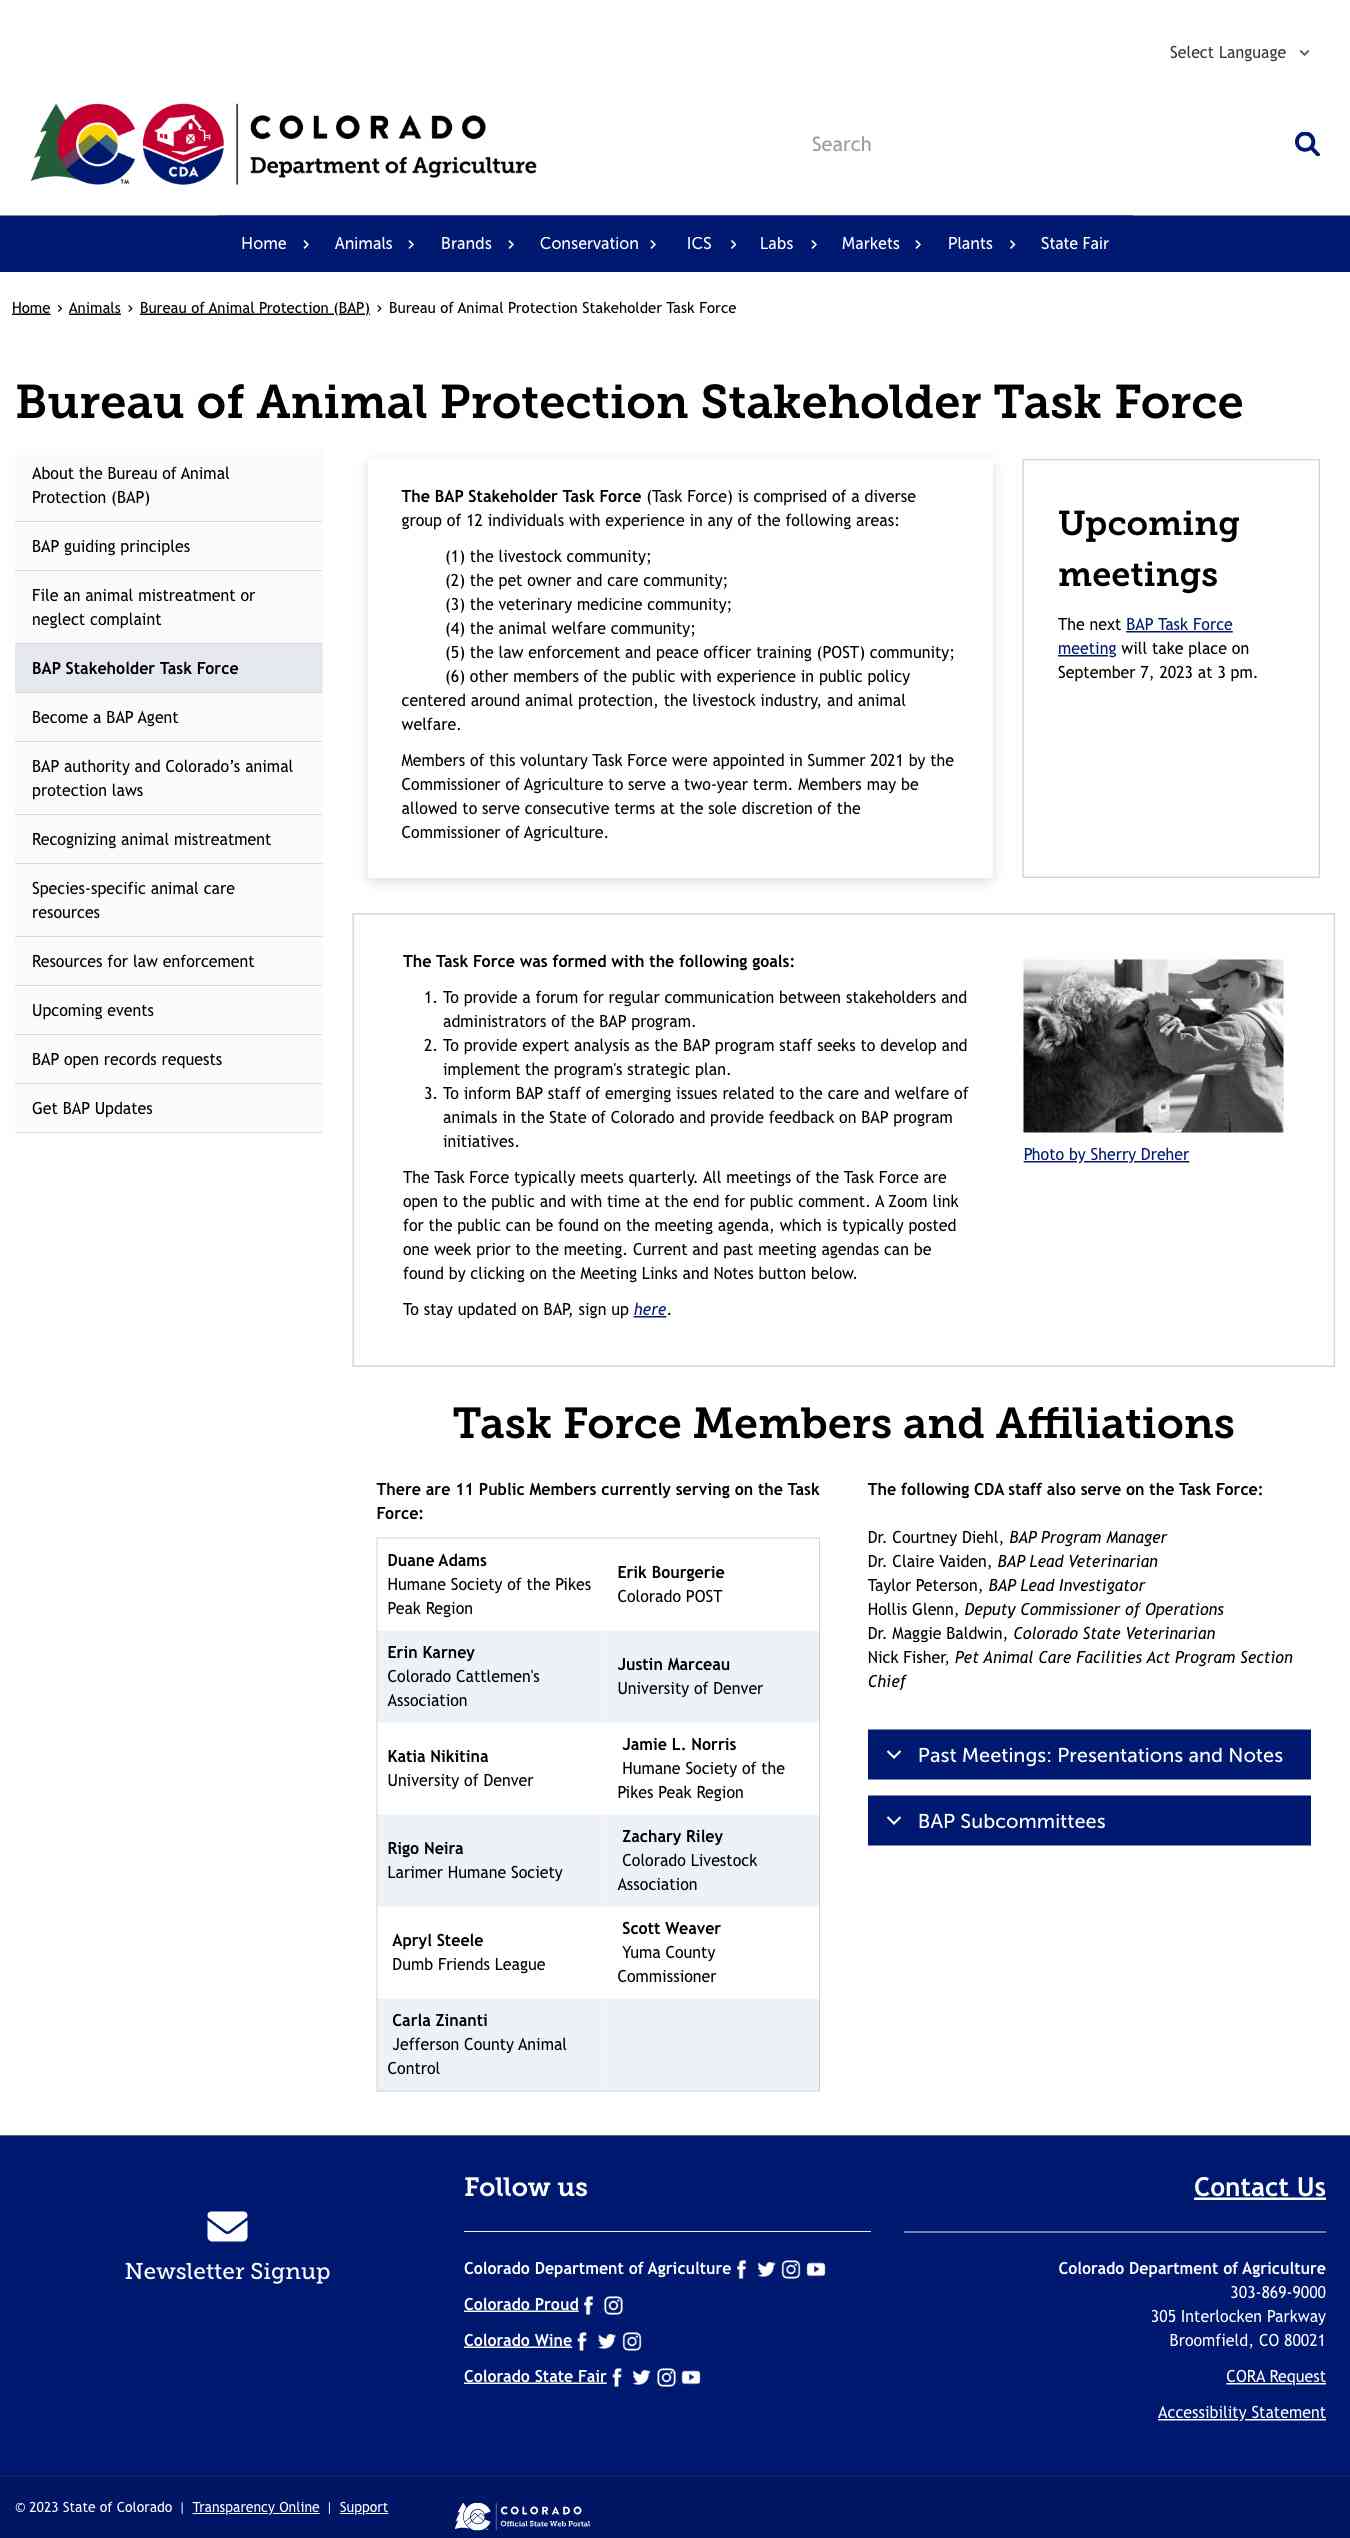 Select Language
COLORADO
Department of Agriculture
TM
CDA
Search
Home
Animals
Brands
Conservation
ICS
Labs
Markets
Plants
State Fair
Home › Animals › Bureau of Animal Protection (BAP) › Bureau of Animal Protection Stakeholder Task Force
Bureau of Animal Protection Stakeholder Task Force
About the Bureau of Animal
Protection (BAP)
BAP guiding principles
File an animal mistreatment or
neglect complaint
BAP Stakeholder Task Force
Become a BAP Agent
BAP authority and Colorado’s animal
protection laws
Recognizing animal mistreatment
Species-specific animal care
resources
Resources for law enforcement
Upcoming events
BAP open records requests
Get BAP Updates
The BAP Stakeholder Task Force (Task Force) is comprised of a diverse
group of 12 individuals with experience in any of the following areas:
(1) the livestock community;
(2) the pet owner and care community;
(3) the veterinary medicine community;
(4) the animal welfare community;
(5) the law enforcement and peace officer training (POST) community;
(6) other members of the public with experience in public policy
centered around animal protection, the livestock industry, and animal
welfare.
Members of this voluntary Task Force were appointed in Summer 2021 by the
Commissioner of Agriculture to serve a two-year term. Members may be
allowed to serve consecutive terms at the sole discretion of the
Commissioner of Agriculture.
Upcoming
meetings
The next BAP Task Force
meeting will take place on
September 7, 2023 at 3 pm.
The Task Force was formed with the following goals:
1. To provide a forum for regular communication between stakeholders and
administrators of the BAP program.
2. To provide expert analysis as the BAP program staff seeks to develop and
implement the program's strategic plan.
3. To inform BAP staff of emerging issues related to the care and welfare of
animals in the State of Colorado and provide feedback on BAP program
initiatives.
The Task Force typically meets quarterly. All meetings of the Task Force are
open to the public and with time at the end for public comment. A Zoom link
for the public can be found on the meeting agenda, which is typically posted
one week prior to the meeting. Current and past meeting agendas can be
found by clicking on the Meeting Links and Notes button below.
To stay updated on BAP, sign up here.
Photo by Sherry Dreher
Task Force Members and Affiliations
There are 11 Public Members currently serving on the Task
Force:
Duane Adams
Humane Society of the Pikes
Peak Region
Erik Bourgerie
Colorado POST
Erin Karney
Colorado Cattlemen's
Association
Justin Marceau
University of Denver
Katia Nikitina
University of Denver
Jamie L. Norris
Humane Society of the
Pikes Peak Region
Rigo Neira
Larimer Humane Society
Zachary Riley
Colorado Livestock
Association
Apryl Steele
Dumb Friends League
Scott Weaver
Yuma County
Commissioner
Carla Zinanti
Jefferson County Animal
Control
The following CDA staff also serve on the Task Force:
Dr. Courtney Diehl, BAP Program Manager
Dr. Claire Vaiden, BAP Lead Veterinarian
Taylor Peterson, BAP Lead Investigator
Hollis Glenn, Deputy Commissioner of Operations
Dr. Maggie Baldwin, Colorado State Veterinarian
Nick Fisher, Pet Animal Care Facilities Act Program Section
Chief
Past Meetings: Presentations and Notes
BAP Subcommittees
Newsletter Signup
Follow us
Colorado Department of Agriculture
Colorado Proud
Colorado Wine
Colorado State Fair
Contact Us
Colorado Department of Agriculture
303-869-9000
305 Interlocken Parkway
Broomfield, CO 80021
CORA Request
Accessibility Statement
© 2023 State of Colorado | Transparency Online | Support
COLORADO
Official State Web Portal